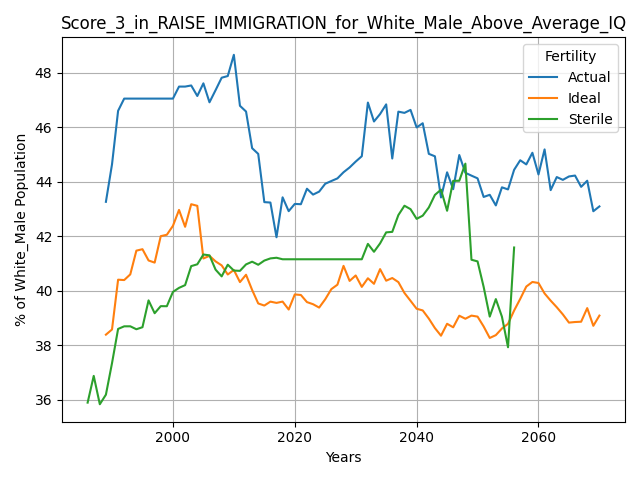 Score_3_in_RAISE_IMMIGRATION_for_White_Male_Above_Average_IQ
Fertility
Actual
Ideal
Sterile
% of White_Male Population
48
46
44
42
40
38
36
2000
2020
2040
2060
Years